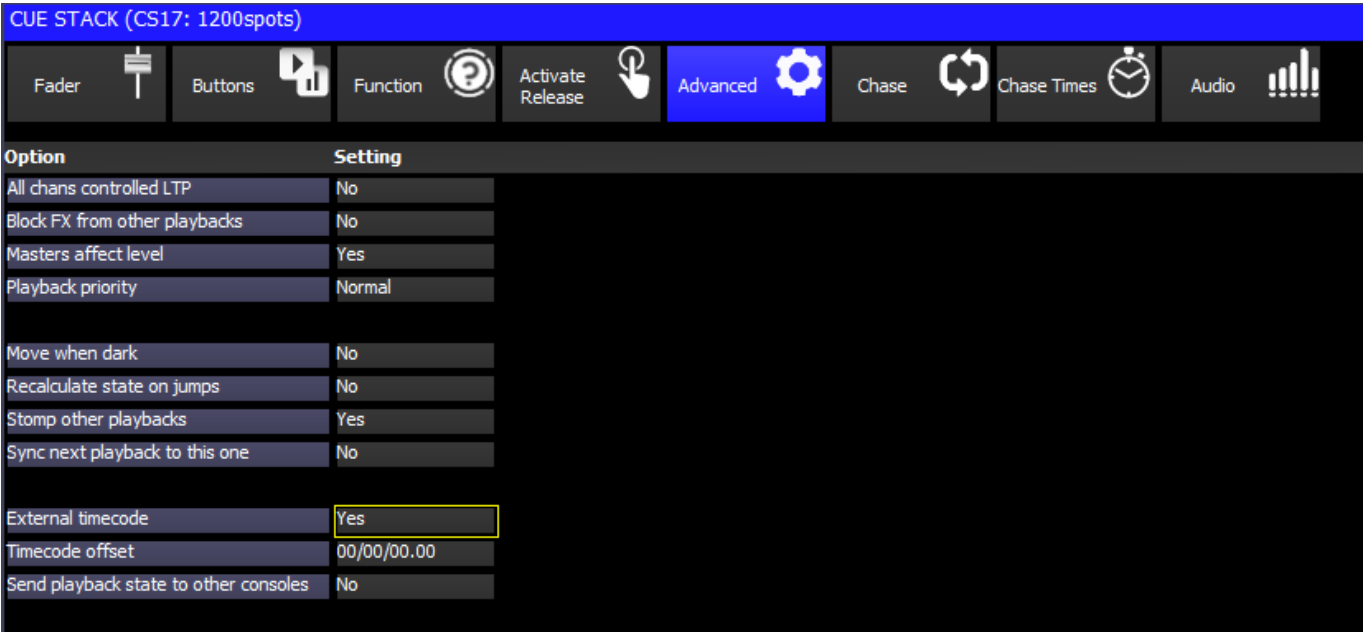 CUE STACK (CS17: 1200spots)
Fader Buttons Function Activate Release Advanced Chase Chase Times Audio
Option Setting
All chans controlled LTP No
Block FX from other playbacks No
Masters affect level Yes
Playback priority Normal
Move when dark No
Recalculate state on jumps No
Stomp other playbacks Yes
Sync next playback to this one No
External timecode Yes
Timecode offset 00/00/00.00
Send playback state to other consoles No